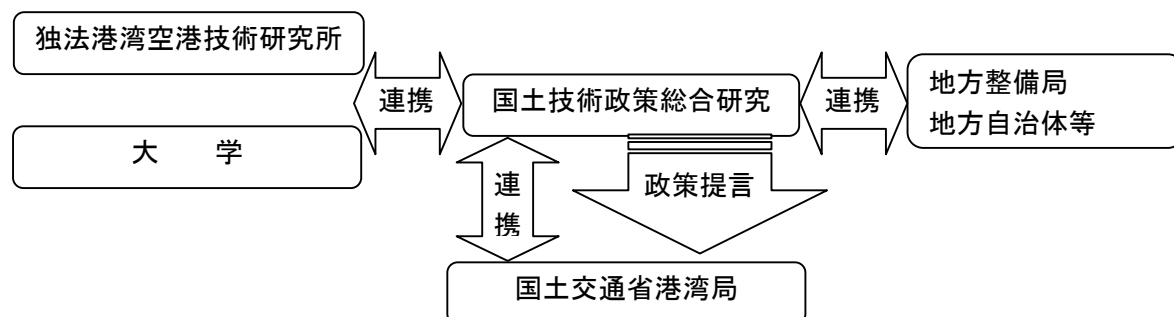 独法港湾空港技術研究所
大　　学
連携
国土技術政策総合研究
連携
地方整備局
地方自治体等
連
携
政策提言
国土交通省港湾局